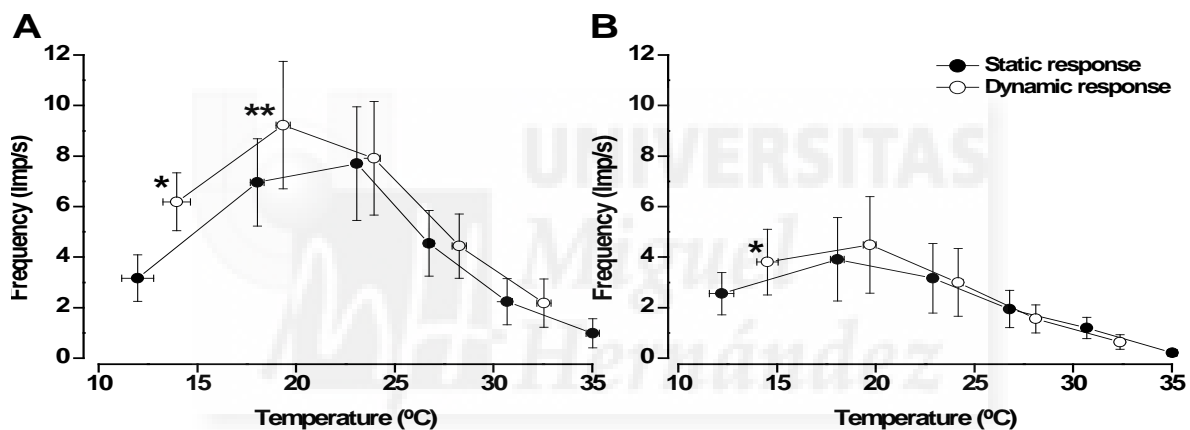 A
B
12
10
8
6
4
2
0
Frequency (Imp/s)
**
*
10 15 20 25 30 35
Temperature (ºC)
12
10
8
6
4
2
0
Frequency (Imp/s)
*
10 15 20 25 30 35
Temperature (ºC)
Static response
Dynamic response
UNIVERSITAS
Miguel
Hernández